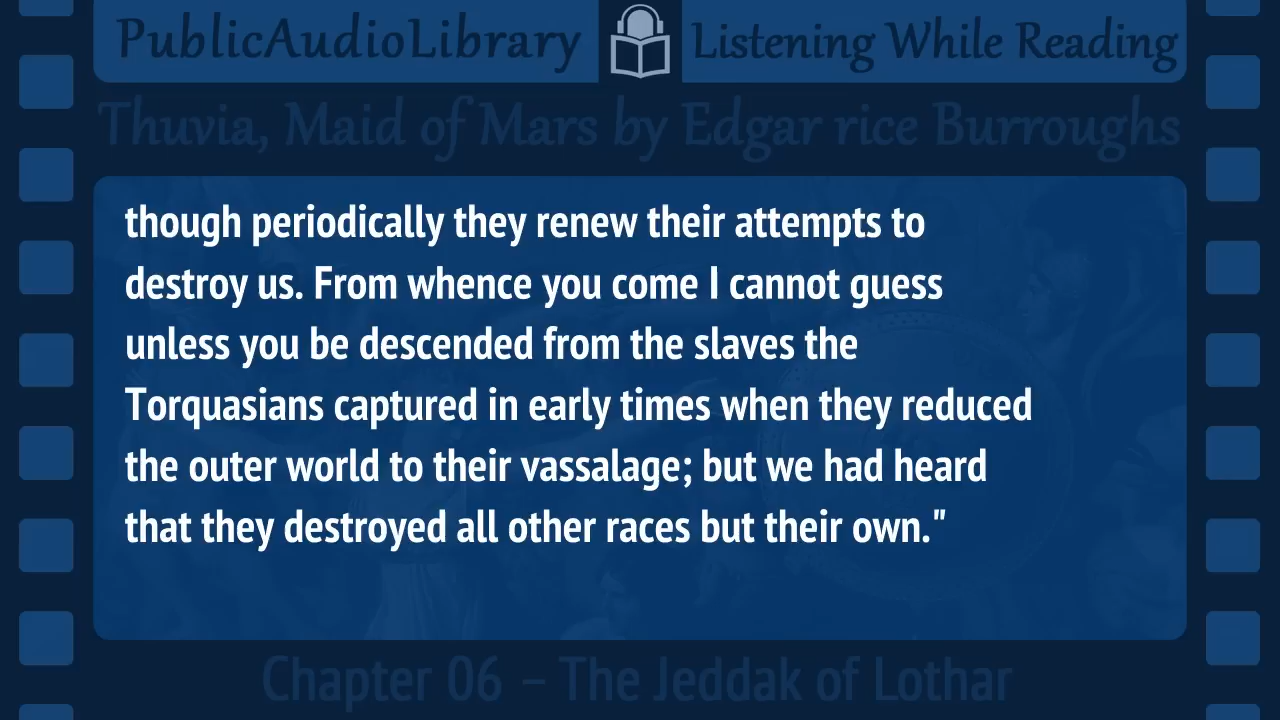 PublicAudioLibrary Listening While Reading
Thuvia, Maid of Mars by Edgar rice Burroughs
though periodically they renew their attempts to
destroy us. From whence you come I cannot guess
unless you be descended from the slaves the
Torquasians captured in early times when they reduced
the outer world to their vassalage; but we had heard
that they destroyed all other races but their own."
Chapter 06 – The Jeddak of Lothar